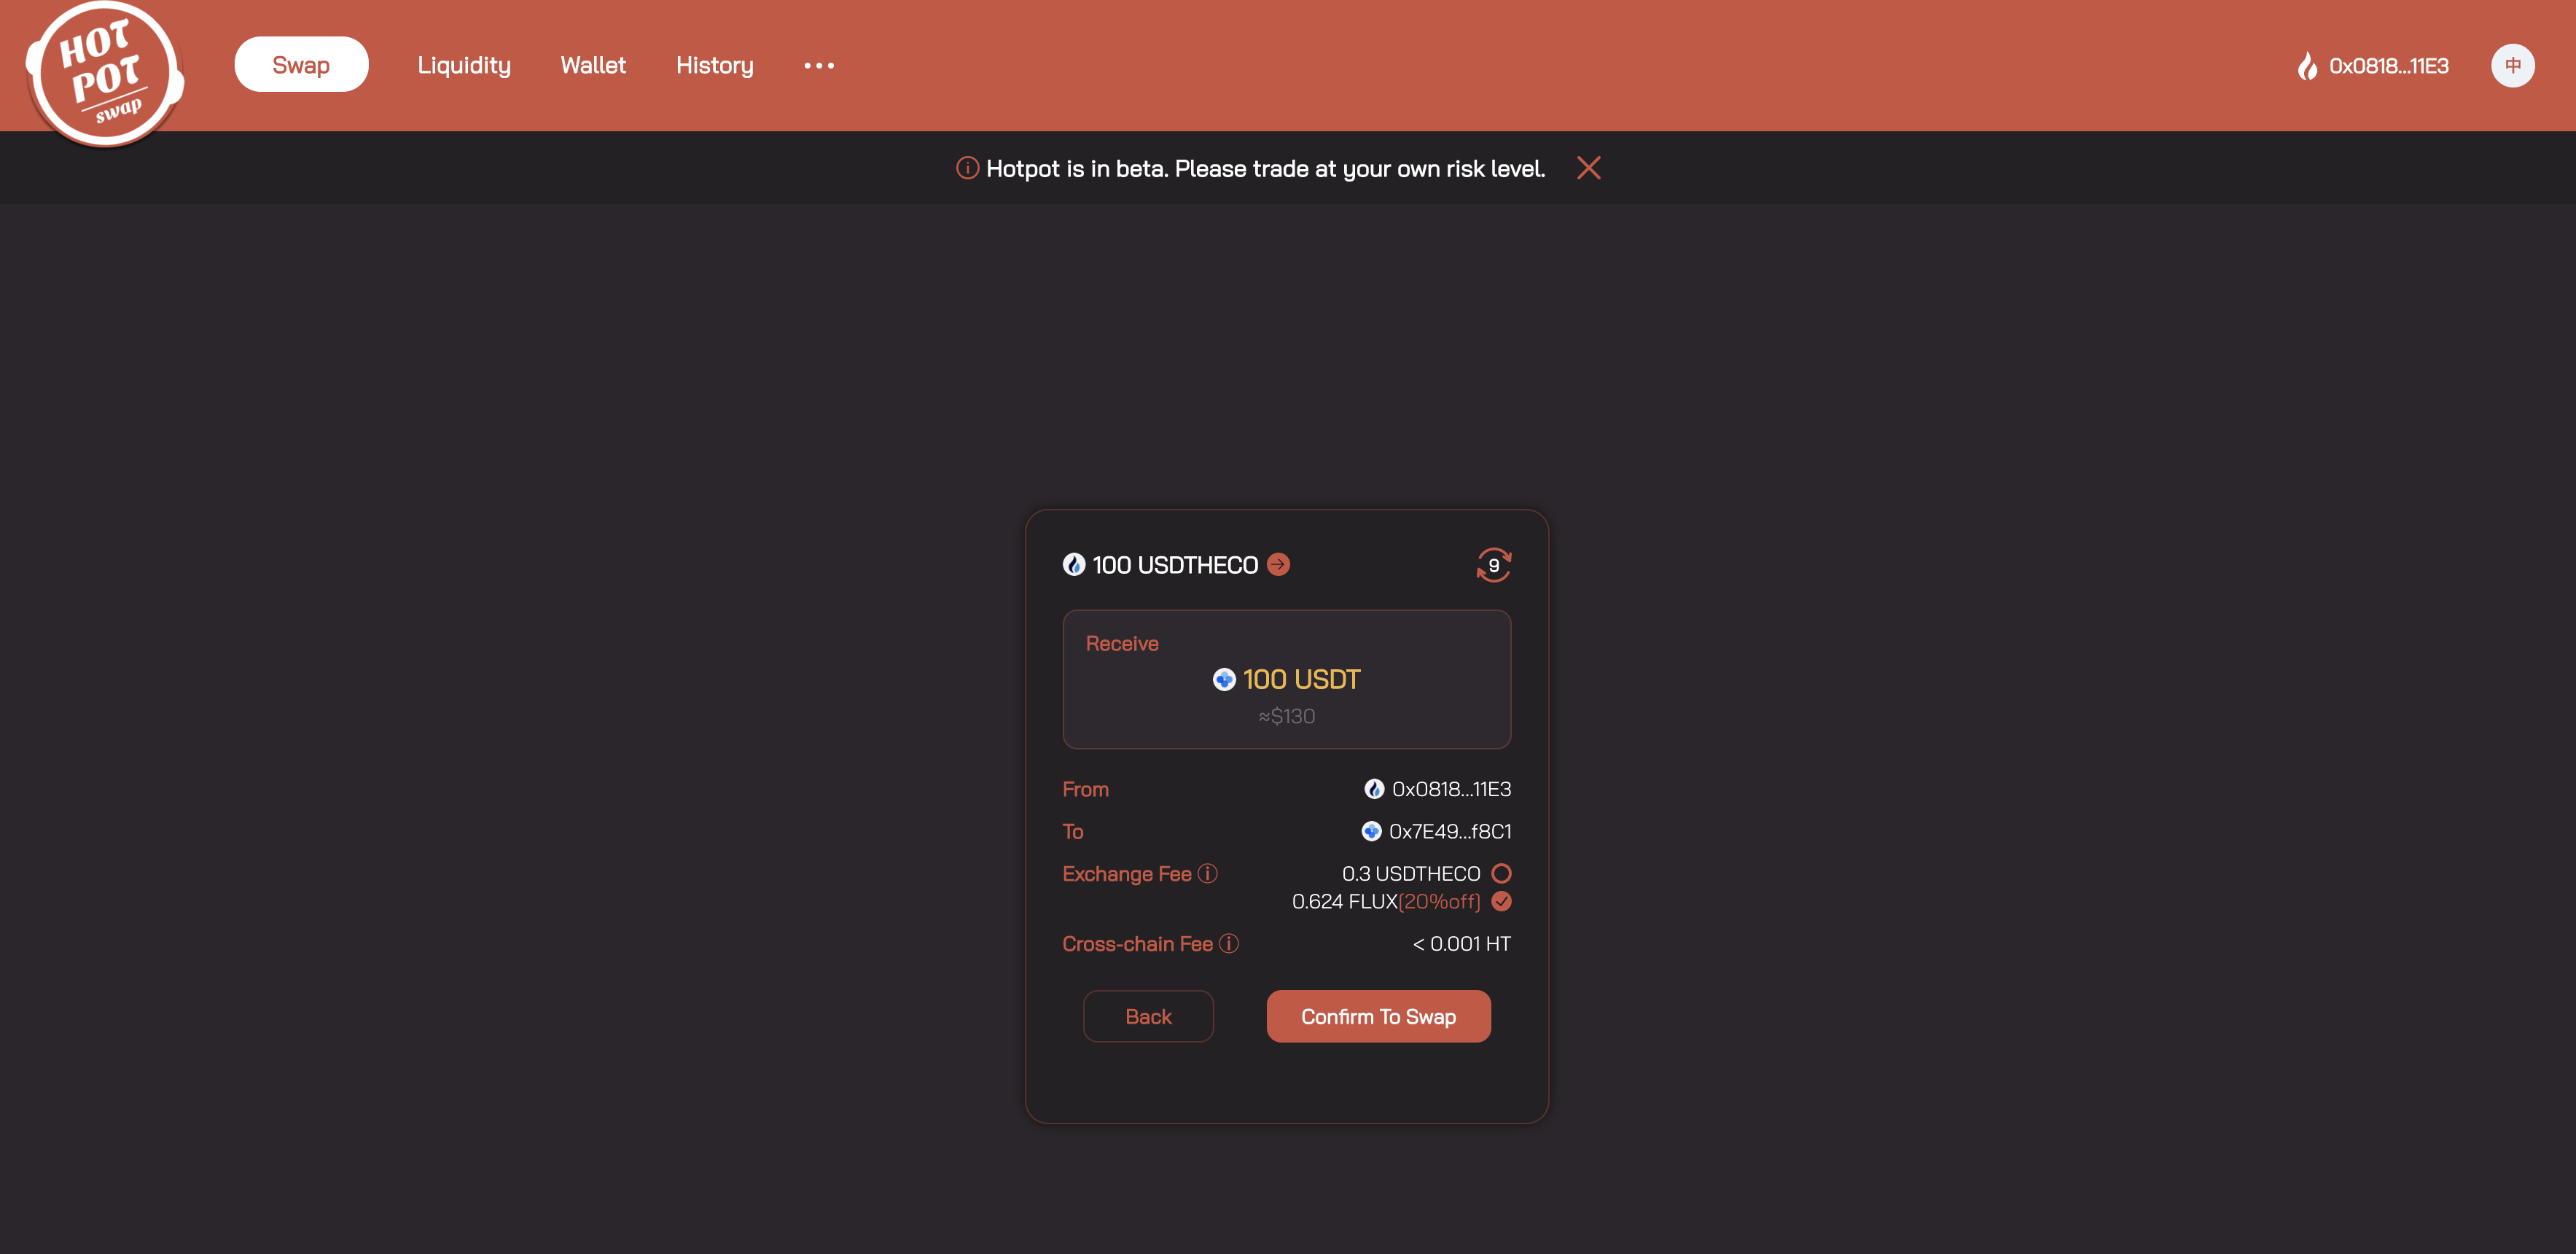 HOT
POT
swap
Swap
Liquidity
Wallet
History
0x0818...11E3
中
Hotpot is in beta. Please trade at your own risk level.
100 USDTHECO
9
Receive
100 USDT
≈$130
From
0x0818...11E3
To
0x7E49...f8C1
Exchange Fee
0.3 USDTHECO
0.624 FLUX[20%off]
Cross-chain Fee
< 0.001 HT
Back
Confirm To Swap